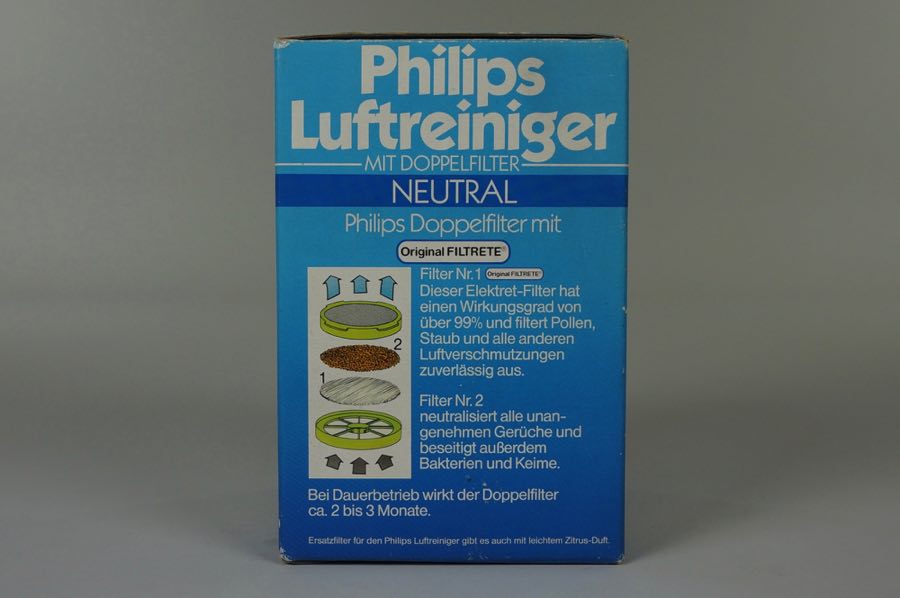 Philips
Luftreiniger
MIT DOPPELFILTER
NEUTRAL
Philips Doppelfilter mit
Original FILTRETE®
Filter Nr. 1 Original FILTRETE®
Dieser Elektret-Filter hat
einen Wirkungsgrad von
über 99% und filtert Pollen,
Staub und alle anderen
Luftverschmutzungen
zuverlässig aus.
2
1
Filter Nr. 2
neutralisiert alle unan-
genehmen Gerüche und
beseitigt außerdem
Bakterien und Keime.
Bei Dauerbetrieb wirkt der Doppelfilter
ca. 2 bis 3 Monate.
Ersatzfilter für den Philips Luftreiniger gibt es auch mit leichtem Zitrus-Duft.